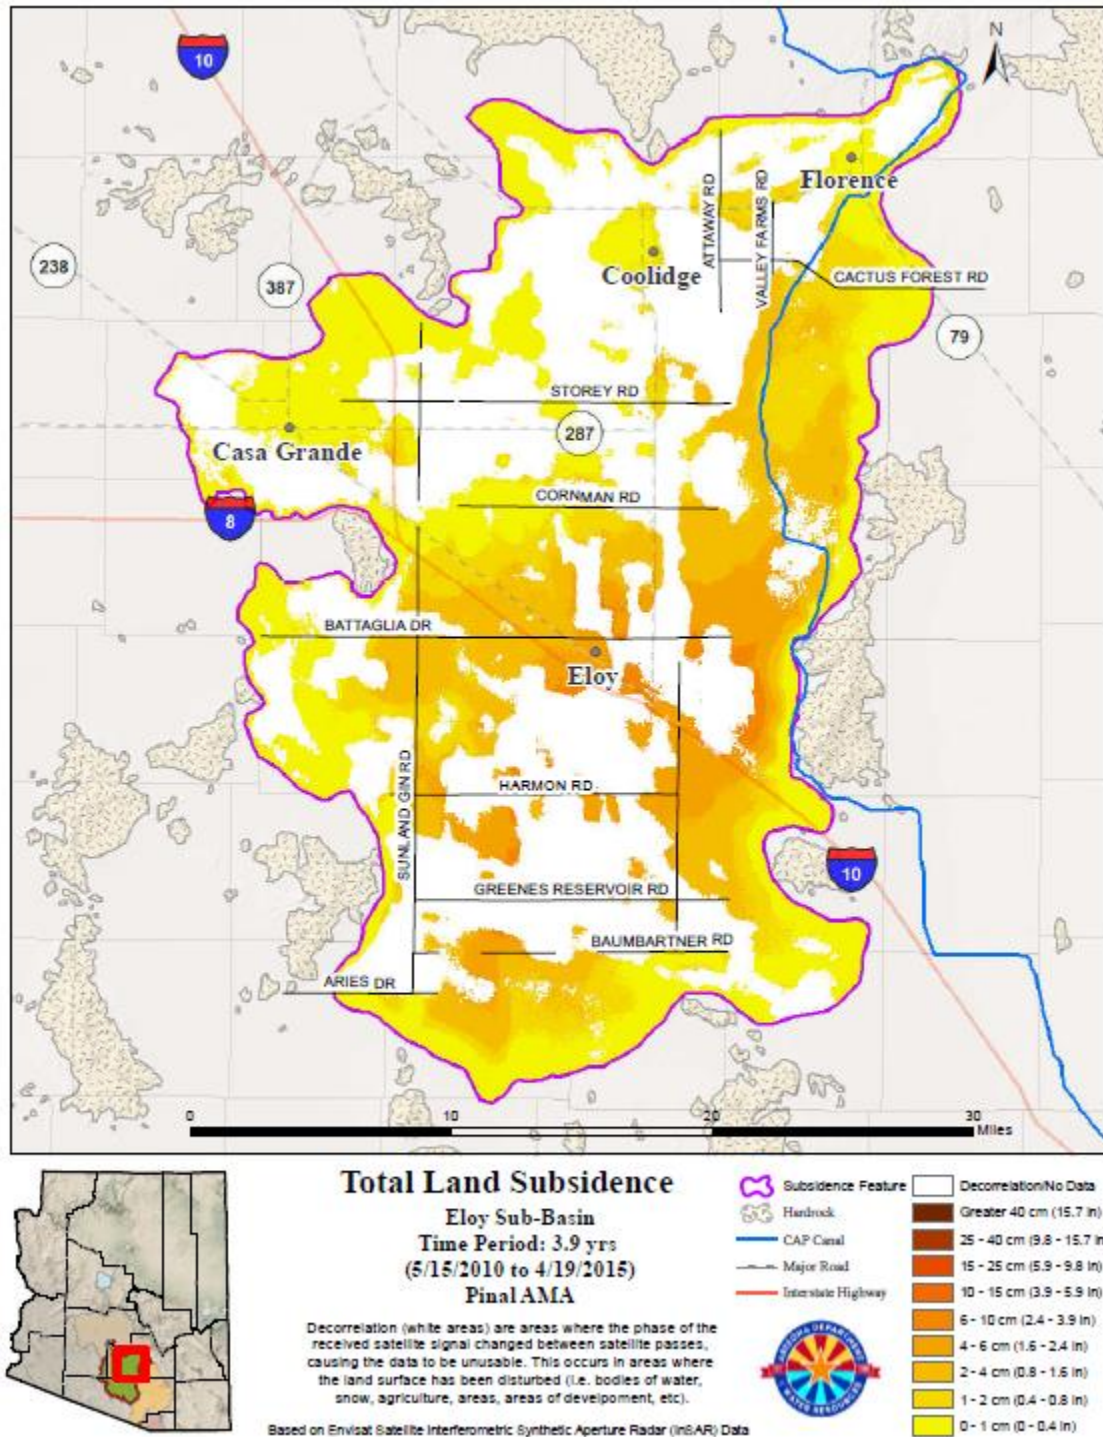 N
10
Florence
ATTAWAY RD
VALLEY FARMS RD
Coolidge
238
387
CACTUS FOREST RD
79
STOREY RD
287
Casa Grande
CORNMAN RD
8
BATTAGLIA DR
Eloy
SUNLAND GIN RD
HARMON RD
10
GREENES RESERVOIR RD
BAUMBARTNER RD
ARIES DR
0 10 20 30
Miles
Total Land Subsidence
Eloy Sub-Basin
Time Period: 3.9 yrs
(5/15/2010 to 4/19/2015)
Pinal AMA
Decorrelation (white areas) are areas where the phase of the
received satellite signal changed between satellite passes,
causing the data to be unusable. This occurs in areas where
the land surface has been disturbed (i.e. bodies of water,
snow, agriculture, areas, areas of development, etc).
Based on Envisat Satellite Interferometric Synthetic Aperture Radar (InSAR) Data
Subsidence Feature
Hardrock
CAP Canal
Major Road
Interstate Highway
ARIZONA DEPARTMENT
WATER RESOURCES
Decorrelation/No Data
Greater 40 cm (15.7 in)
25 - 40 cm (9.8 - 15.7 in
15 - 25 cm (5.9 - 9.8 in)
10 - 15 cm (3.9 - 5.9 in)
6 - 10 cm (2.4 - 3.9 in)
4 - 6 cm (1.6 - 2.4 in)
2 - 4 cm (0.8 - 1.6 in)
1 - 2 cm (0.4 - 0.8 in)
0 - 1 cm (0 - 0.4 in)